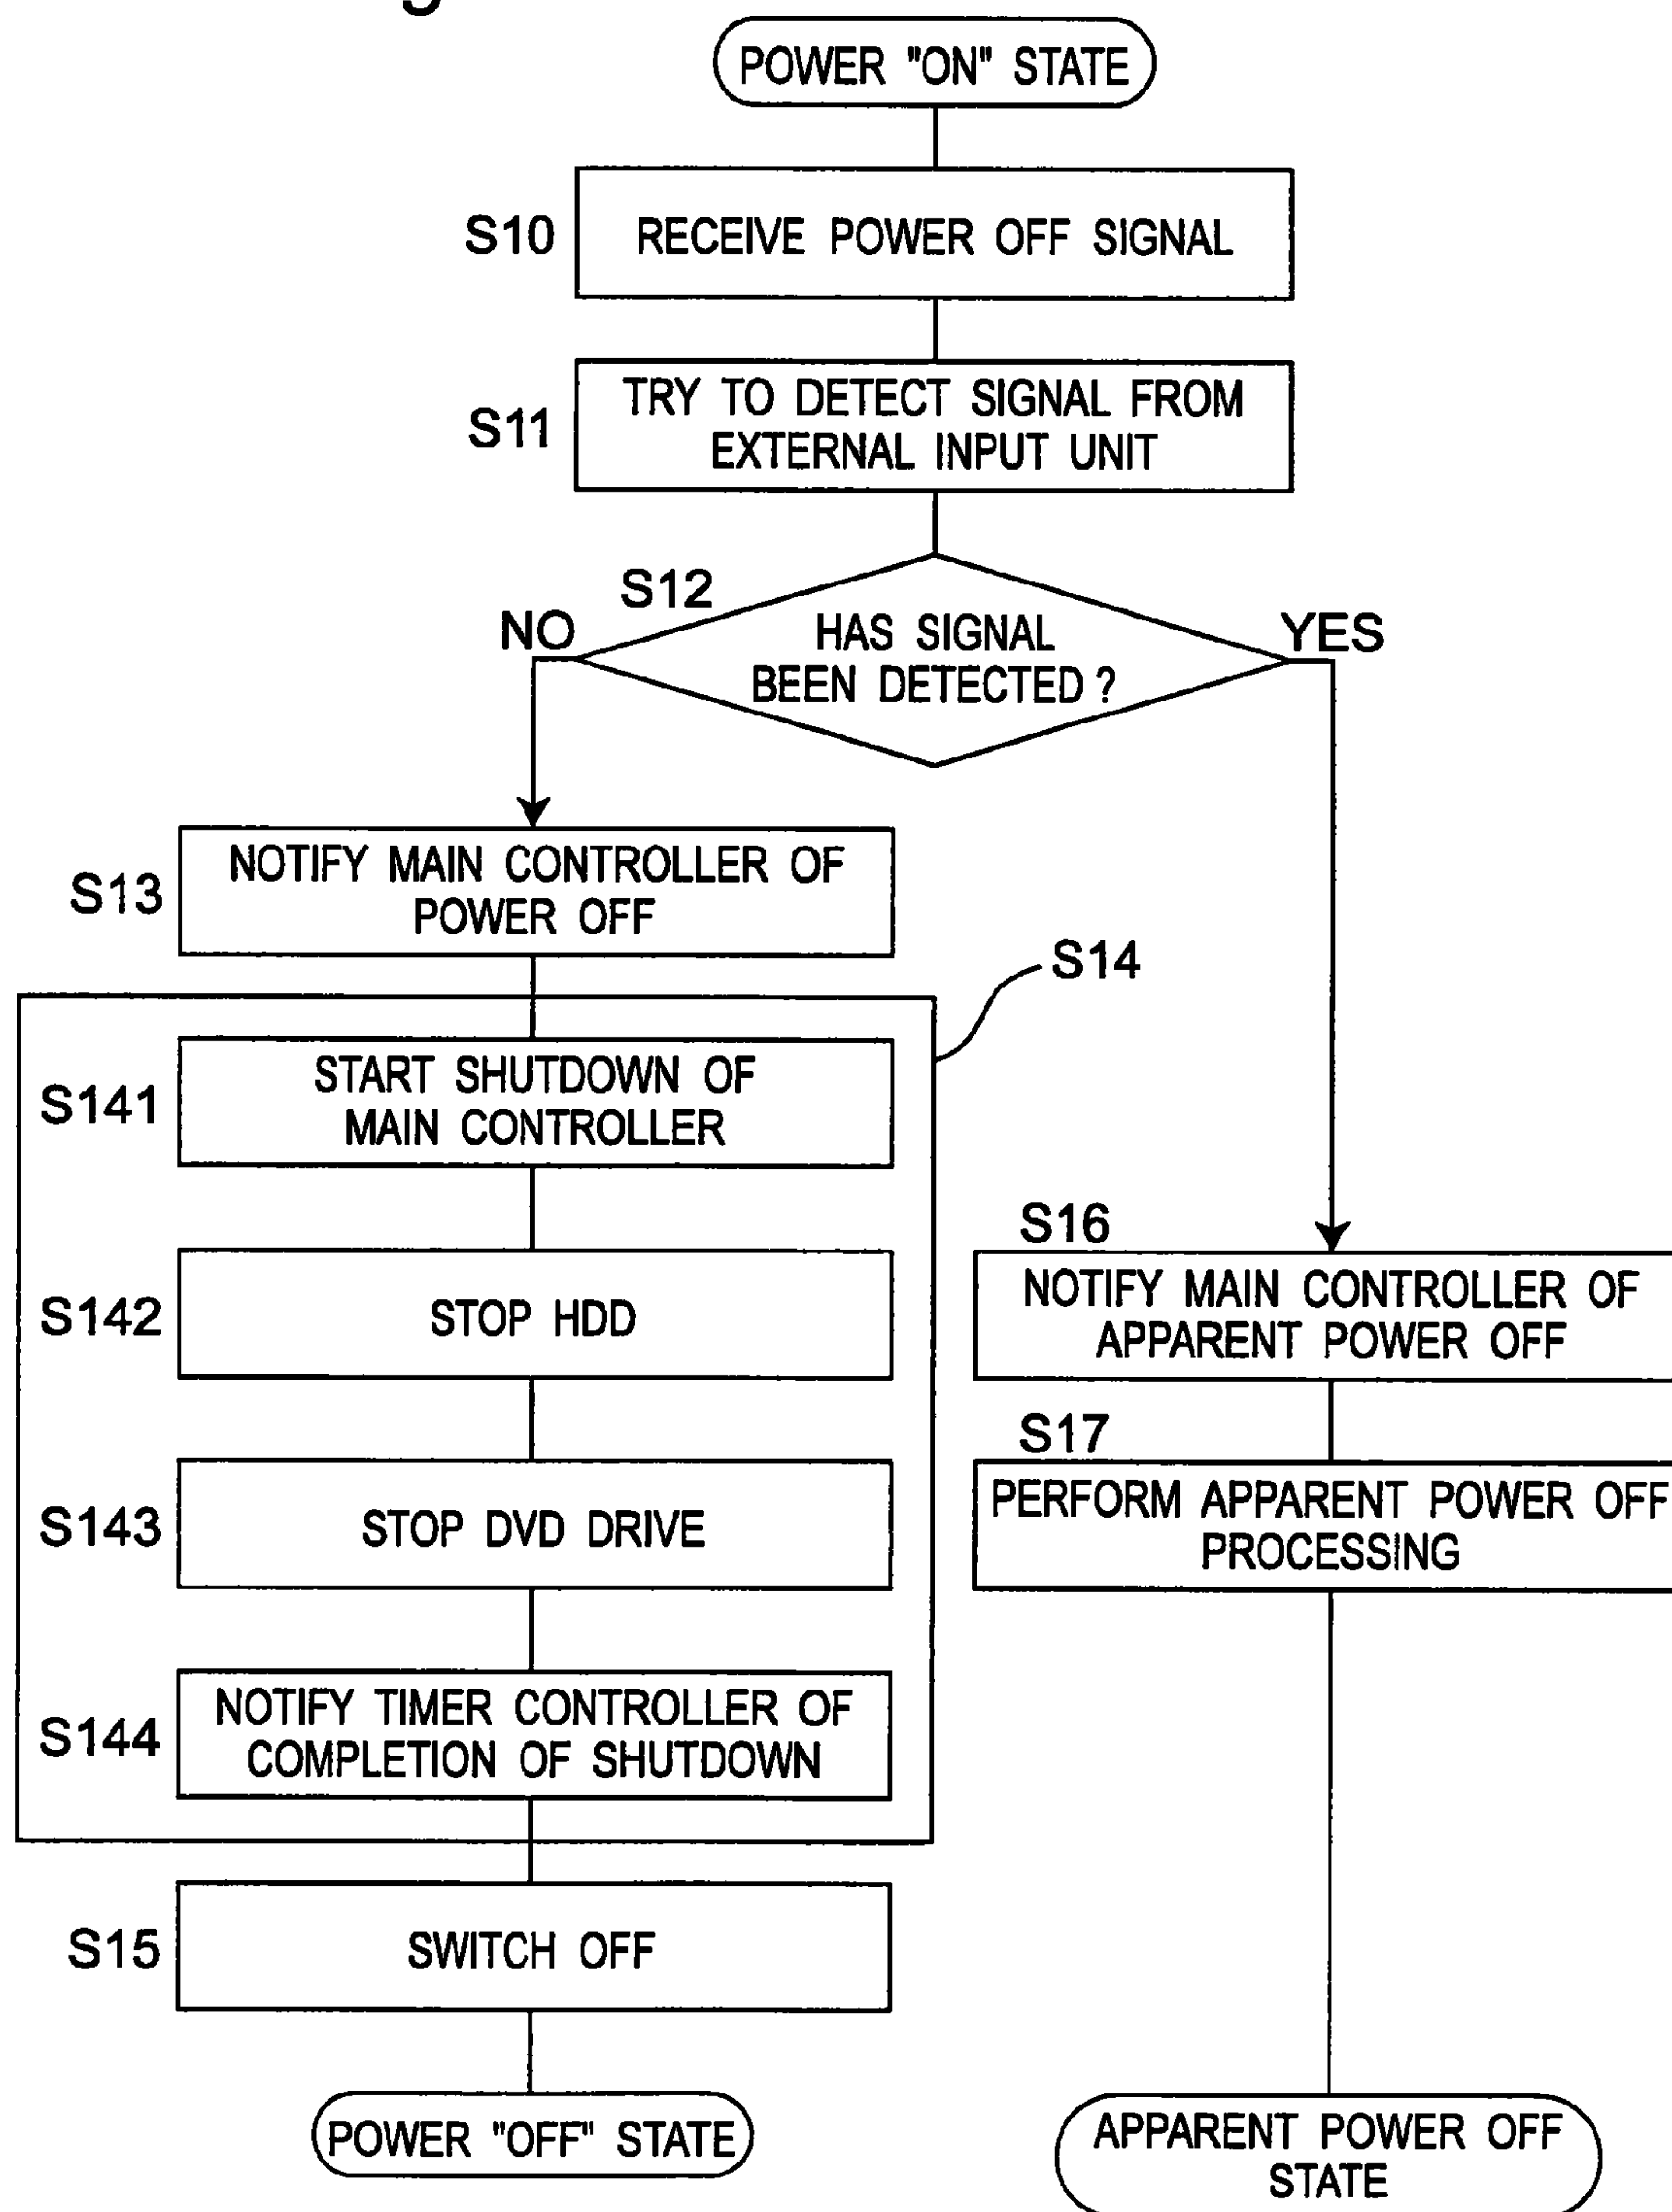 POWER "ON" STATE
S10
RECEIVE POWER OFF SIGNAL
S11
TRY TO DETECT SIGNAL FROM
EXTERNAL INPUT UNIT
S12
NO
YES
HAS SIGNAL
BEEN DETECTED ?
S13
NOTIFY MAIN CONTROLLER OF
POWER OFF
S14
S141
START SHUTDOWN OF
MAIN CONTROLLER
S142
STOP HDD
S16
NOTIFY MAIN CONTROLLER OF
APPARENT POWER OFF
S17
PERFORM APPARENT POWER OFF
PROCESSING
S143
STOP DVD DRIVE
S144
NOTIFY TIMER CONTROLLER OF
COMPLETION OF SHUTDOWN
S15
SWITCH OFF
POWER "OFF" STATE
APPARENT POWER OFF
STATE